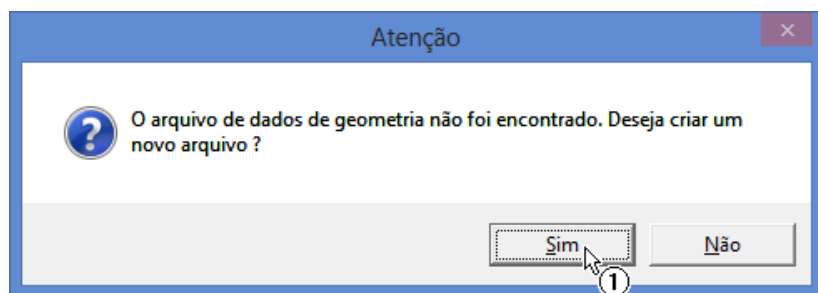 Atenção
O arquivo de dados de geometria não foi encontrado. Deseja criar um
novo arquivo ?
Sim
Não
1